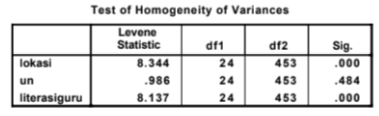 Test of Homogeneity of Variances
Levene Statistic df1 df2 Sig.
lokasi 8.344 24 453 .000
un .986 24 453 .484
literasiguru 8.137 24 453 .000